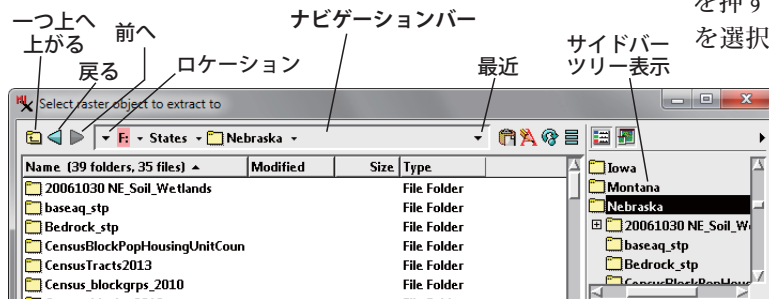 を押す
を選択
一つ上へ
上がる
前へ
戻る
ロケーション
ナビゲーションバー
最近
サイドバー
ツリー表示
Select raster object to extract to
F: States Nebraska
Name (39 folders, 35 files) Modified Size Type
20061030 NE_Soil_Wetlands File Folder
baseaq_stp File Folder
Bedrock_stp File Folder
CensusBlockPopHousingUnitCoun File Folder
CensusTracts2013 File Folder
Census_blockgrps_2010 File Folder
Iowa
Montana
Nebraska
20061030 NE_Soil_W
baseaq_stp
Bedrock_stp
CensusBlockPopHous